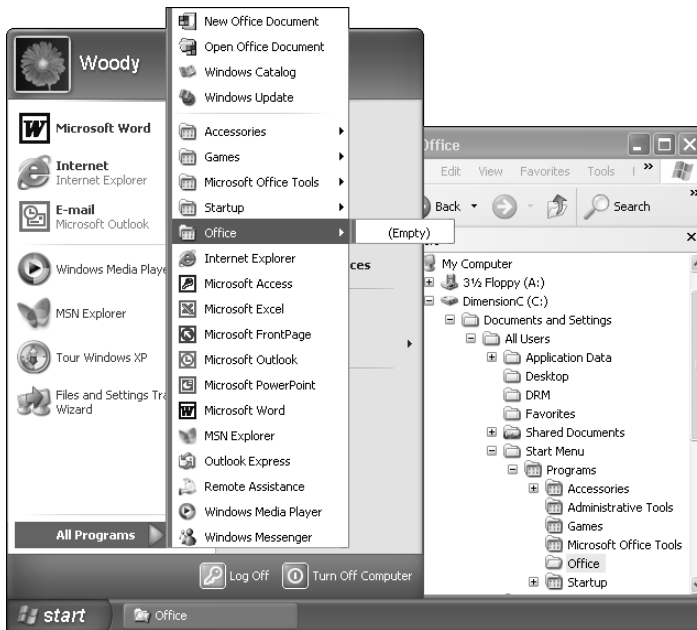 Woody
Microsoft Word
Internet
Internet Explorer
E-mail
Microsoft Outlook
Windows Media Playe
MSN Explorer
Tour Windows XP
Files and Settings Tra
Wizard
All Programs
New Office Document
Open Office Document
Windows Catalog
Windows Update
Accessories
Games
Microsoft Office Tools
Startup
Office
(Empty)
Internet Explorer
Microsoft Access
Microsoft Excel
Microsoft FrontPage
Microsoft Outlook
Microsoft PowerPoint
Microsoft Word
MSN Explorer
Outlook Express
Remote Assistance
Windows Media Player
Windows Messenger
ces
Log Off
Turn Off Computer
Office
Edit View Favorites Tools
Back Search
My Computer
3½ Floppy (A:)
DimensionC (C:)
Documents and Settings
All Users
Application Data
Desktop
DRM
Favorites
Shared Documents
Start Menu
Programs
Accessories
Administrative Tools
Games
Microsoft Office Tools
Office
Startup
start Office